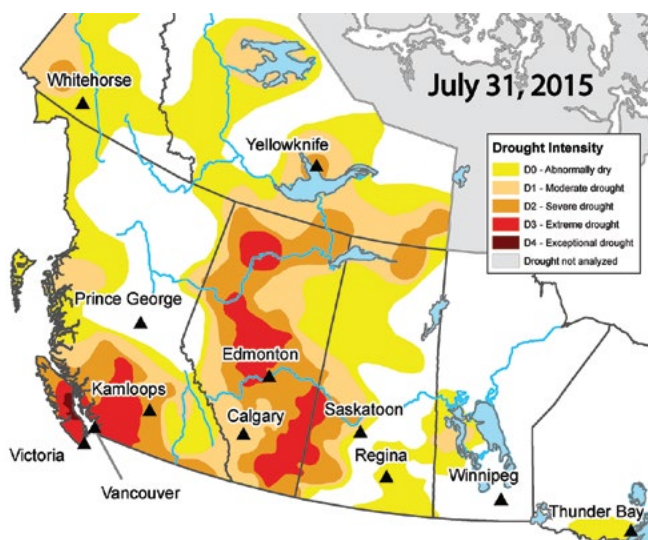 July 31, 2015
Whitehorse
Yellowknife
Drought Intensity
D0 - Abnormally dry
D1 - Moderate drought
D2 - Severe drought
D3 - Extreme drought
D4 - Exceptional drought
Drought not analyzed
Prince George
Edmonton
Kamloops
Calgary
Saskatoon
Victoria
Regina
Winnipeg
Vancouver
Thunder Bay